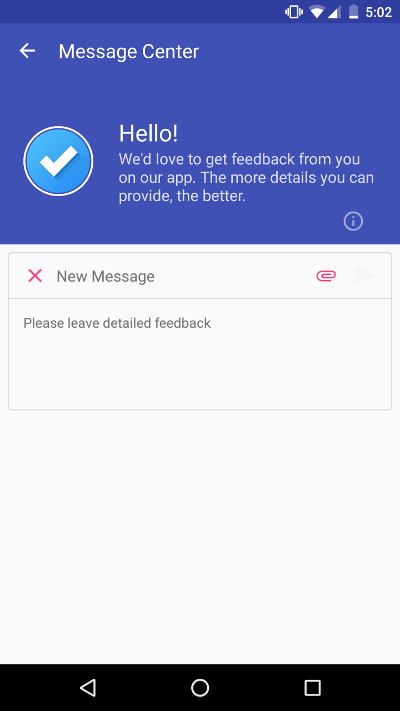 5:02
Message Center
Hello!
We'd love to get feedback from you
on our app. The more details you can
provide, the better.
New Message
Please leave detailed feedback